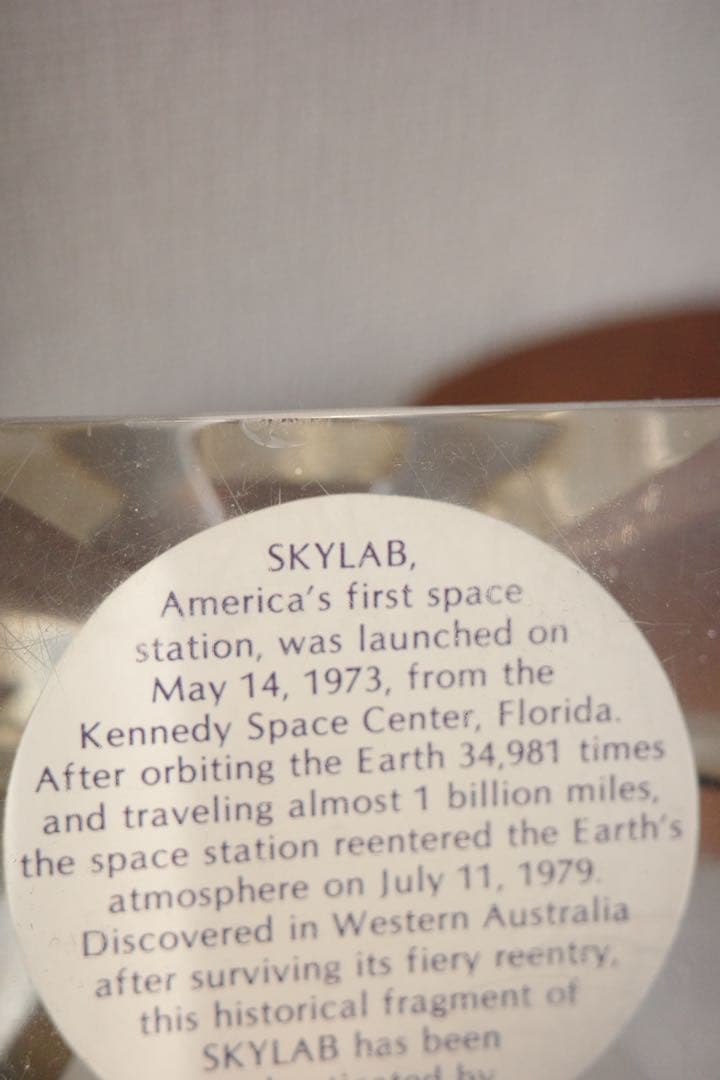 SKYLAB,
America's first space
station, was launched on
May 14, 1973, from the
Kennedy Space Center, Florida.
After orbiting the Earth 34,981 times
and traveling almost 1 billion miles,
the space station reentered the Earth's
atmosphere on July 11, 1979.
Discovered in Western Australia
after surviving its fiery reentry,
this historical fragment of
SKYLAB has been
by